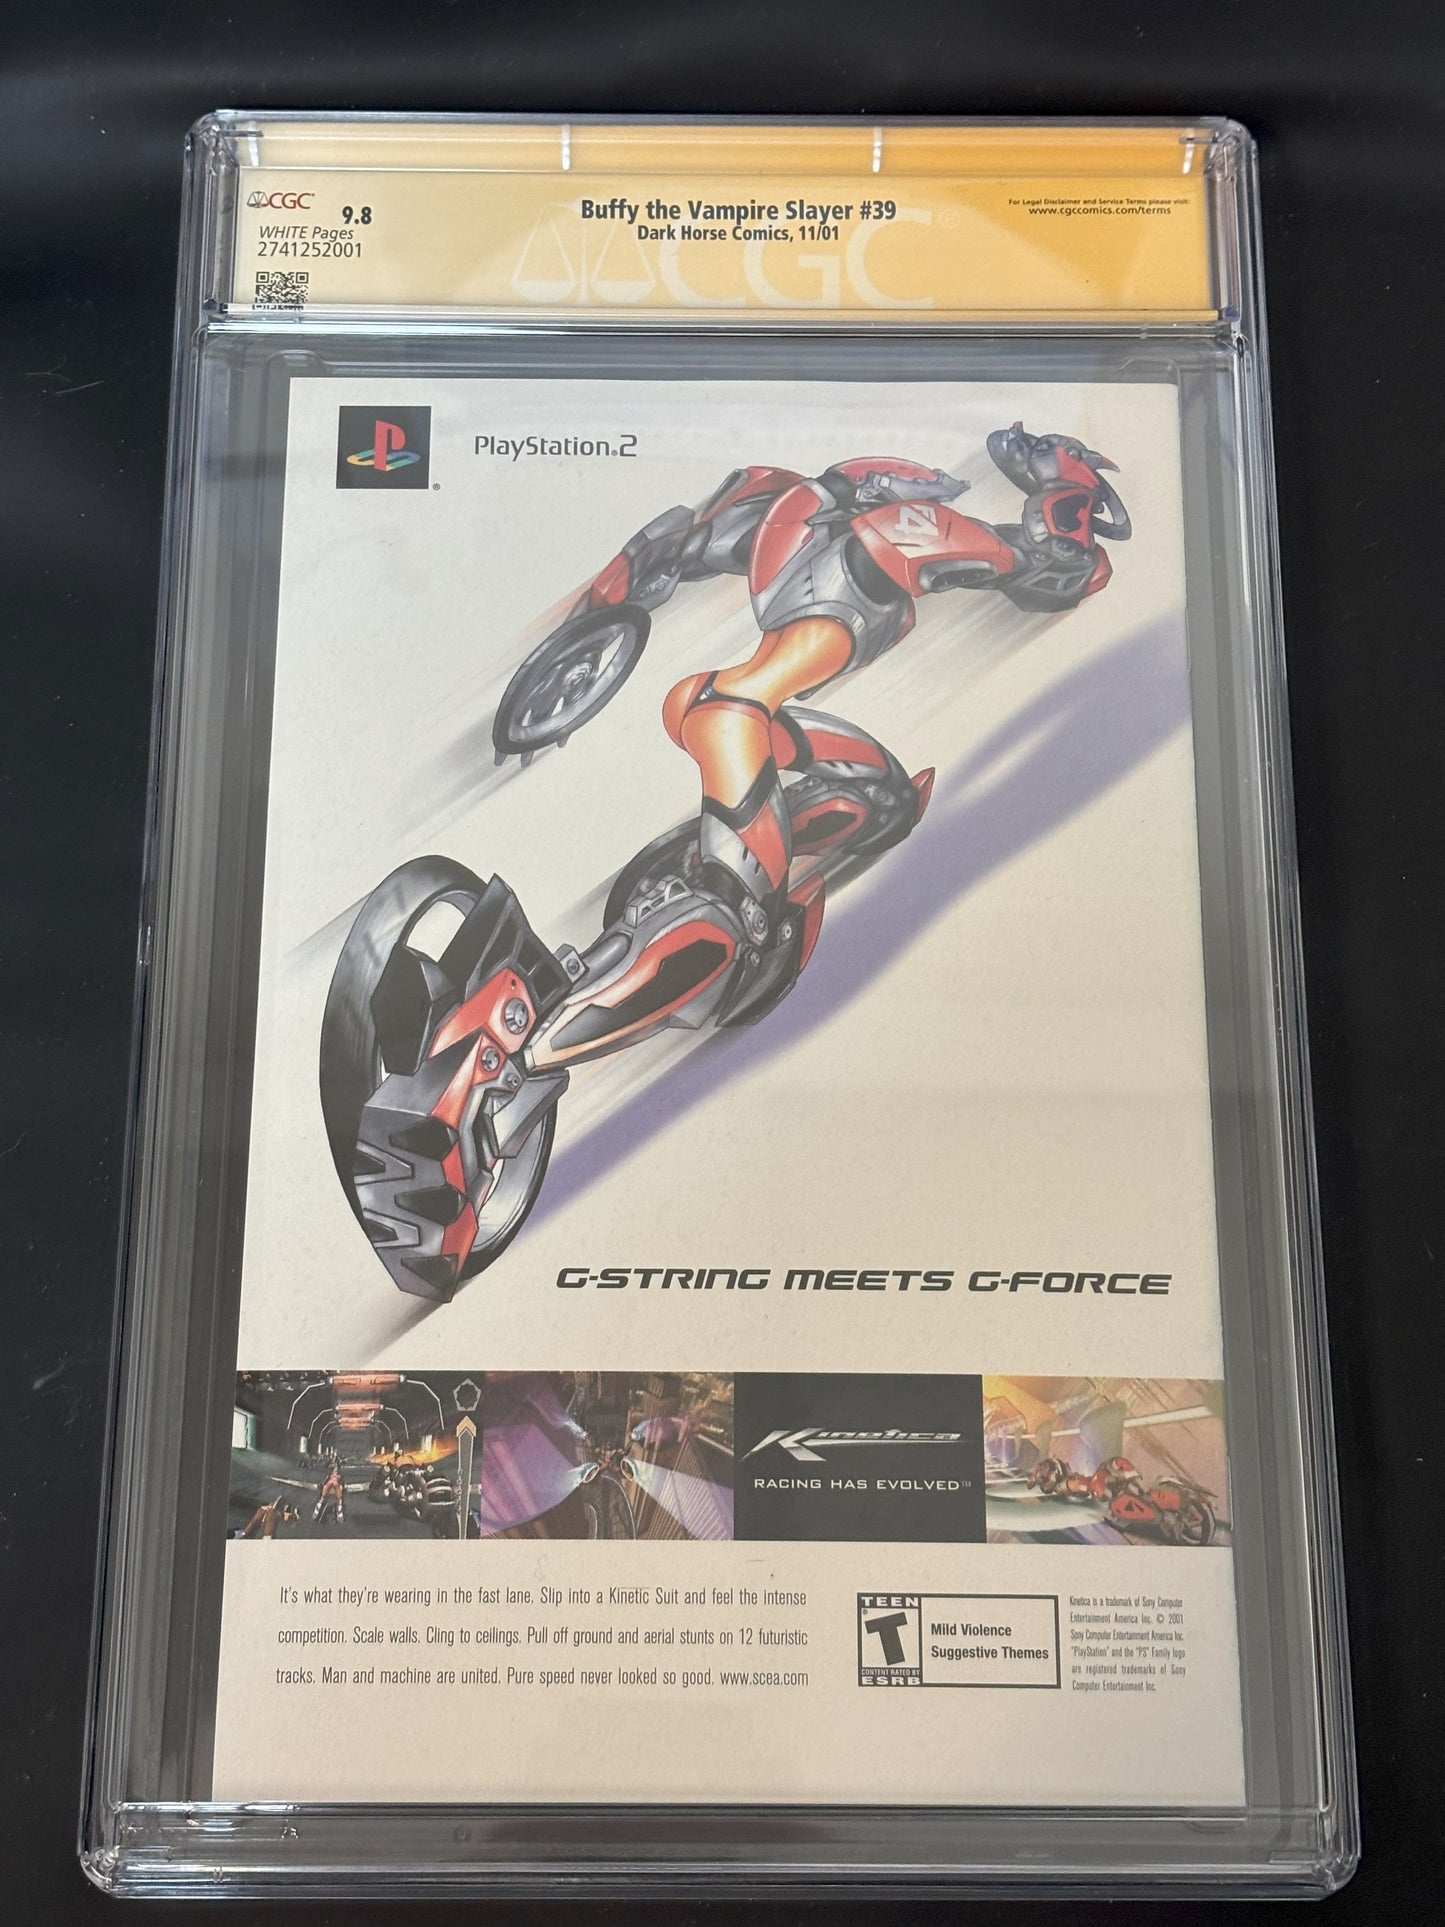 CGC
9.8
WHITE Pages
2741252001
Buffy the Vampire Slayer #39
Dark Horse Comics, 11/01
For Legal Disclaimer and Service Terms please visit:
www.cgccomics.com/terms
CGC®
PlayStation®2
®
F4
G-STRING MEETS G-FORCE
Kinetica
RACING HAS EVOLVED™
It's what they're wearing in the fast lane. Slip into a Kinetic Suit and feel the intense
competition. Scale walls. Cling to ceilings. Pull off ground and aerial stunts on 12 futuristic
tracks. Man and machine are united. Pure speed never looked so good. www.scea.com
TEEN
T
®
CONTENT RATED BY
ESRB
Mild Violence
Suggestive Themes
Kinetica is a trademark of Sony Computer
Entertainment America Inc. © 2001
Sony Computer Entertainment America Inc.
"PlayStation" and the "PS" Family logo
are registered trademarks of Sony
Computer Entertainment Inc.